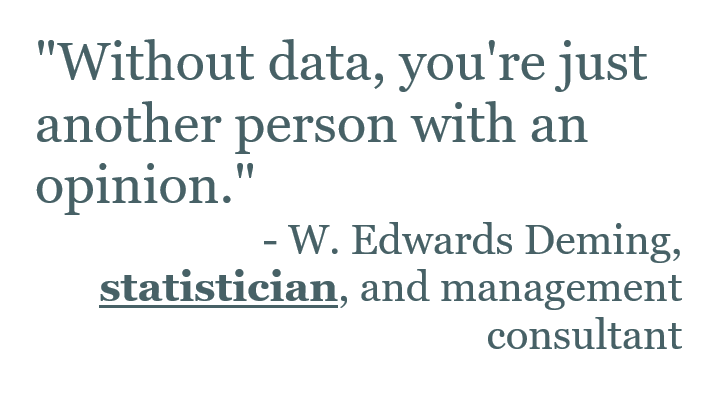 "Without data, you're just
another person with an
opinion."
- W. Edwards Deming,
statistician, and management
consultant